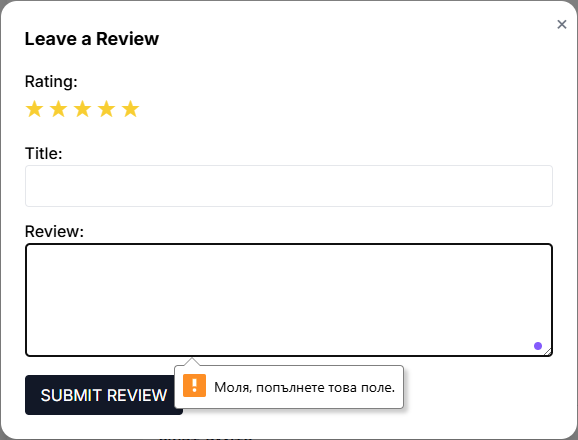 Leave a Review
Rating:
Title:
Review:
SUBMIT REVIEW
Моля, попълнете това поле.